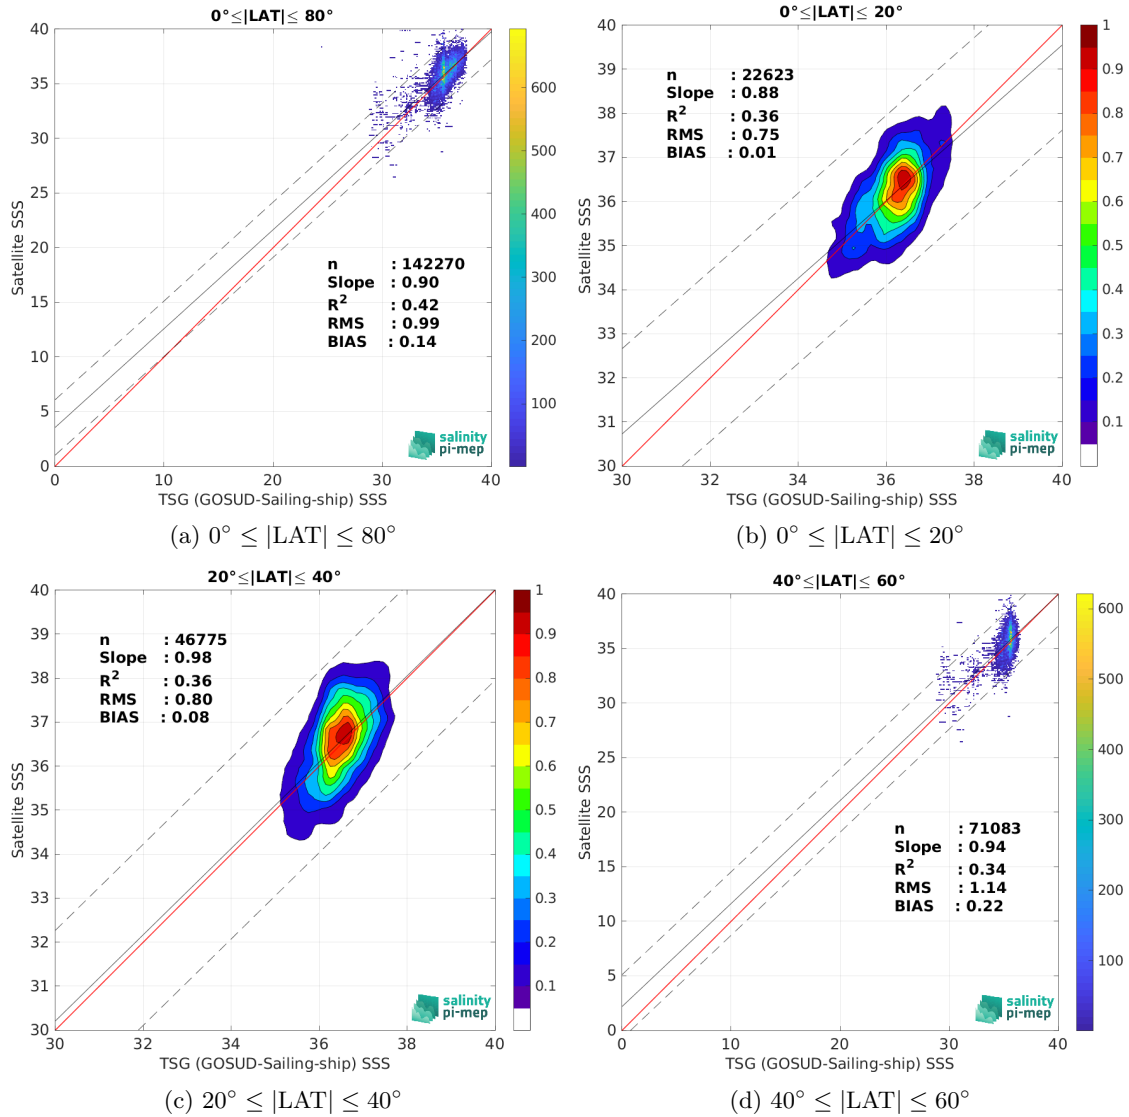 0°≤|LAT|≤ 80°
40
35
30
25
20
15
10
5
0
0
10
20
30
40
Satellite SSS
TSG (GOSUD-Sailing-ship) SSS
n : 142270
Slope : 0.90
R² : 0.42
RMS : 0.99
BIAS : 0.14
salinity
pi-mep
600
500
400
300
200
100
(a) 0° ≤ |LAT| ≤ 80°
0°≤|LAT|≤ 20°
40
39
38
37
36
35
34
33
32
31
30
30
32
34
36
38
40
Satellite SSS
TSG (GOSUD-Sailing-ship) SSS
n : 22623
Slope : 0.88
R² : 0.36
RMS : 0.75
BIAS : 0.01
salinity
pi-mep
1
0.9
0.8
0.7
0.6
0.5
0.4
0.3
0.2
0.1
(b) 0° ≤ |LAT| ≤ 20°
20°≤|LAT|≤ 40°
40
39
38
37
36
35
34
33
32
31
30
30
32
34
36
38
40
Satellite SSS
TSG (GOSUD-Sailing-ship) SSS
n : 46775
Slope : 0.98
R² : 0.36
RMS : 0.80
BIAS : 0.08
salinity
pi-mep
1
0.9
0.8
0.7
0.6
0.5
0.4
0.3
0.2
0.1
(c) 20° ≤ |LAT| ≤ 40°
40°≤|LAT|≤ 60°
40
35
30
25
20
15
10
5
0
0
10
20
30
40
Satellite SSS
TSG (GOSUD-Sailing-ship) SSS
n : 71083
Slope : 0.94
R² : 0.34
RMS : 1.14
BIAS : 0.22
salinity
pi-mep
600
500
400
300
200
100
(d) 40° ≤ |LAT| ≤ 60°